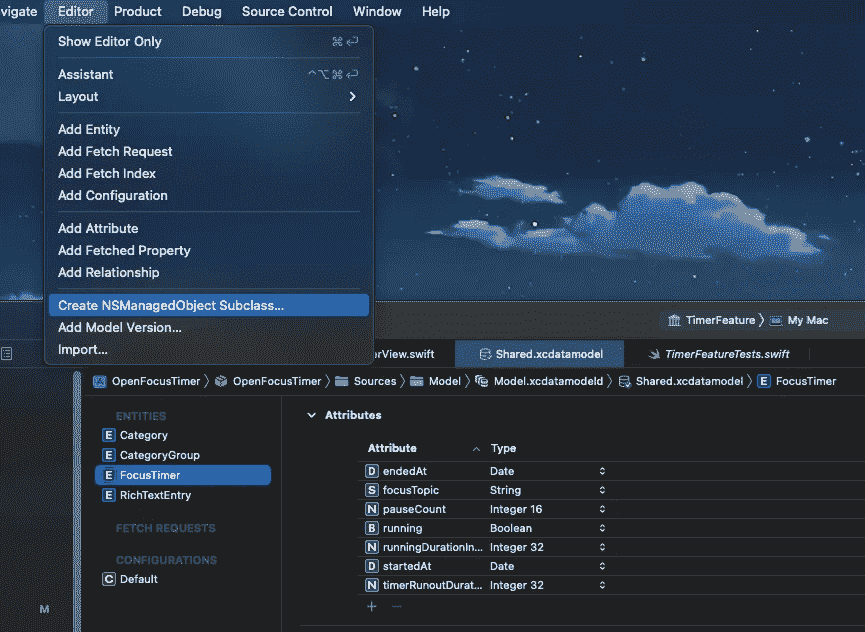 vigate Editor Product Debug Source Control Window Help
Show Editor Only ⌘ ↩
Assistant ^⌥⌘ ↩
Layout
Add Entity
Add Fetch Request
Add Fetch Index
Add Configuration
Add Attribute
Add Fetched Property
Add Relationship
Create NSManagedObject Subclass...
Add Model Version...
Import...
TimerFeature 〉 My Mac
erView.swift Shared.xcdatamodel TimerFeatureTests.swift
OpenFocusTimer 〉 OpenFocusTimer 〉 Sources 〉 Model 〉 Model.xcdatamodeld 〉 Shared.xcdatamodel 〉 E FocusTimer
ENTITIES
E Category
E CategoryGroup
E FocusTimer
E RichTextEntry
FETCH REQUESTS
CONFIGURATIONS
C Default
M
Attributes
Attribute Type
D endedAt Date
S focusTopic String
N pauseCount Integer 16
B running Boolean
N runningDurationIn... Integer 32
D startedAt Date
N timerRunoutDurat... Integer 32
+ −